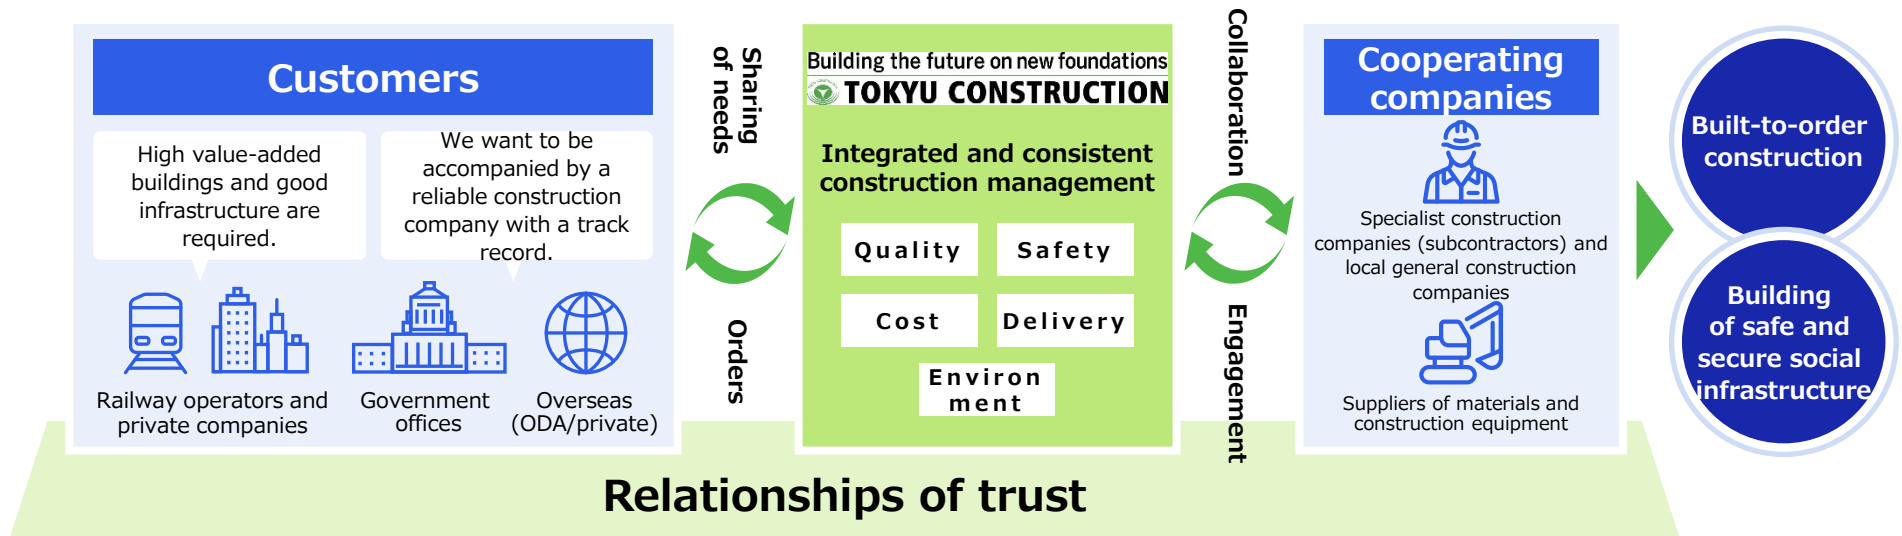 Customers
High value-added
buildings and good
infrastructure are
required.
We want to be
accompanied by a
reliable construction
company with a track
record.
Railway operators and
private companies
Government
offices
Overseas
(ODA/private)
Sharing
of needs
Orders
Building the future on new foundations
TOKYU CONSTRUCTION
Integrated and consistent
construction management
Quality
Safety
Cost
Delivery
Environ
ment
Collaboration
Engagement
Cooperating
companies
Specialist construction
companies (subcontractors) and
local general construction
companies
Suppliers of materials and
construction equipment
Built-to-order
construction
Building
of safe and
secure social
infrastructure
Relationships of trust